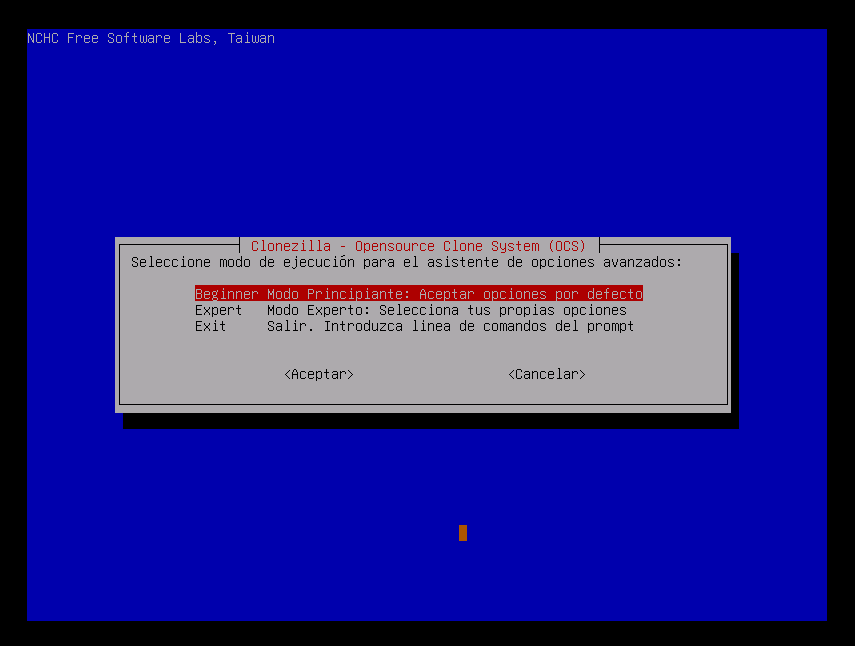 NCHC Free Software Labs, Taiwan
Clonezilla - Opensource Clone System (OCS)
Seleccione modo de ejecución para el asistente de opciones avanzados:
Beginner Modo Principiante: Aceptar opciones por defecto
Expert Modo Experto: Selecciona tus propias opciones
Exit Salir. Introduzca linea de comandos del prompt
<Aceptar> <Cancelar>